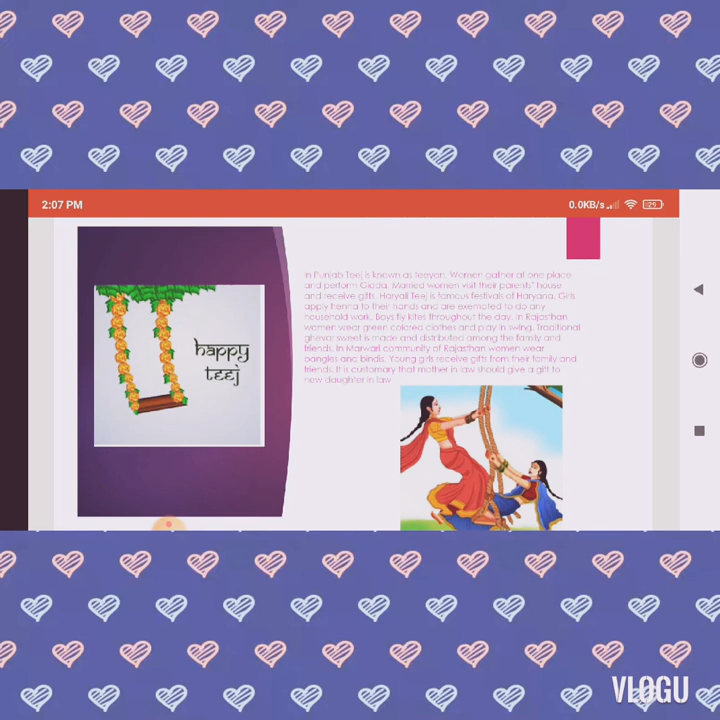 2:07 PM
0.0KB/s
29
happy
teej
In Punjab Teej is known as teeyan. Women gather at one place
and perform Gidda. Married women visit their parents' house
and receive gifts. Haryali Teej is famous festivals of Haryana. Girls
apply henna to their hands and are exempted to do any
household work. Boys fly kites throughout the day. In Rajasthan
women wear green colored clothes and play in swing. Traditional
ghevar sweet is made and distributed among the family and
friends. In Marwari community of Rajasthan women wear
bangles and bindis. Young girls receive gifts from their family and
friends. It is customary that mother in law should give a gift to
new daughter in law
VLOGU